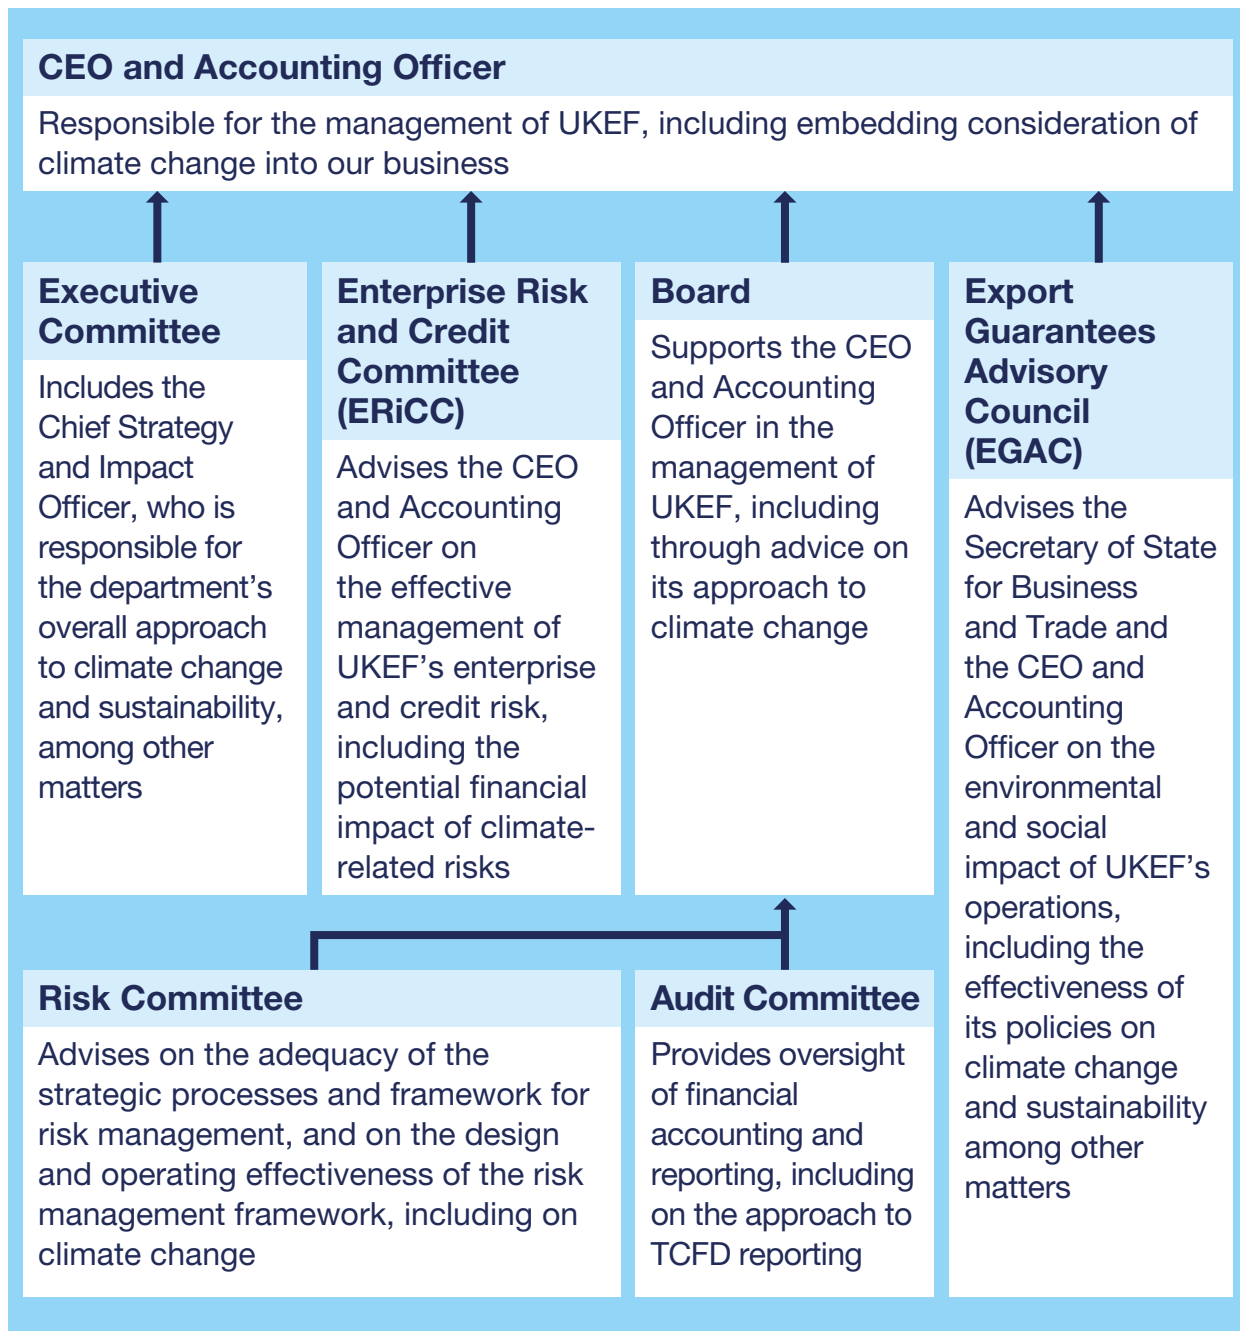 CEO and Accounting Officer
Responsible for the management of UKEF, including embedding consideration of
climate change into our business
Executive
Committee
Includes the
Chief Strategy
and Impact
Officer, who is
responsible for
the department’s
overall approach
to climate change
and sustainability,
among other
matters
Enterprise Risk
and Credit
Committee
(ERiCC)
Advises the CEO
and Accounting
Officer on
the effective
management of
UKEF’s enterprise
and credit risk,
including the
potential financial
impact of climate-
related risks
Board
Supports the CEO
and Accounting
Officer in the
management of
UKEF, including
through advice on
its approach to
climate change
Export
Guarantees
Advisory
Council
(EGAC)
Advises the
Secretary of State
for Business
and Trade and
the CEO and
Accounting
Officer on the
environmental
and social
impact of UKEF’s
operations,
including the
effectiveness of
its policies on
climate change
and sustainability
among other
matters
Risk Committee
Advises on the adequacy of the
strategic processes and framework for
risk management, and on the design
and operating effectiveness of the risk
management framework, including on
climate change
Audit Committee
Provides oversight
of financial
accounting and
reporting, including
on the approach to
TCFD reporting